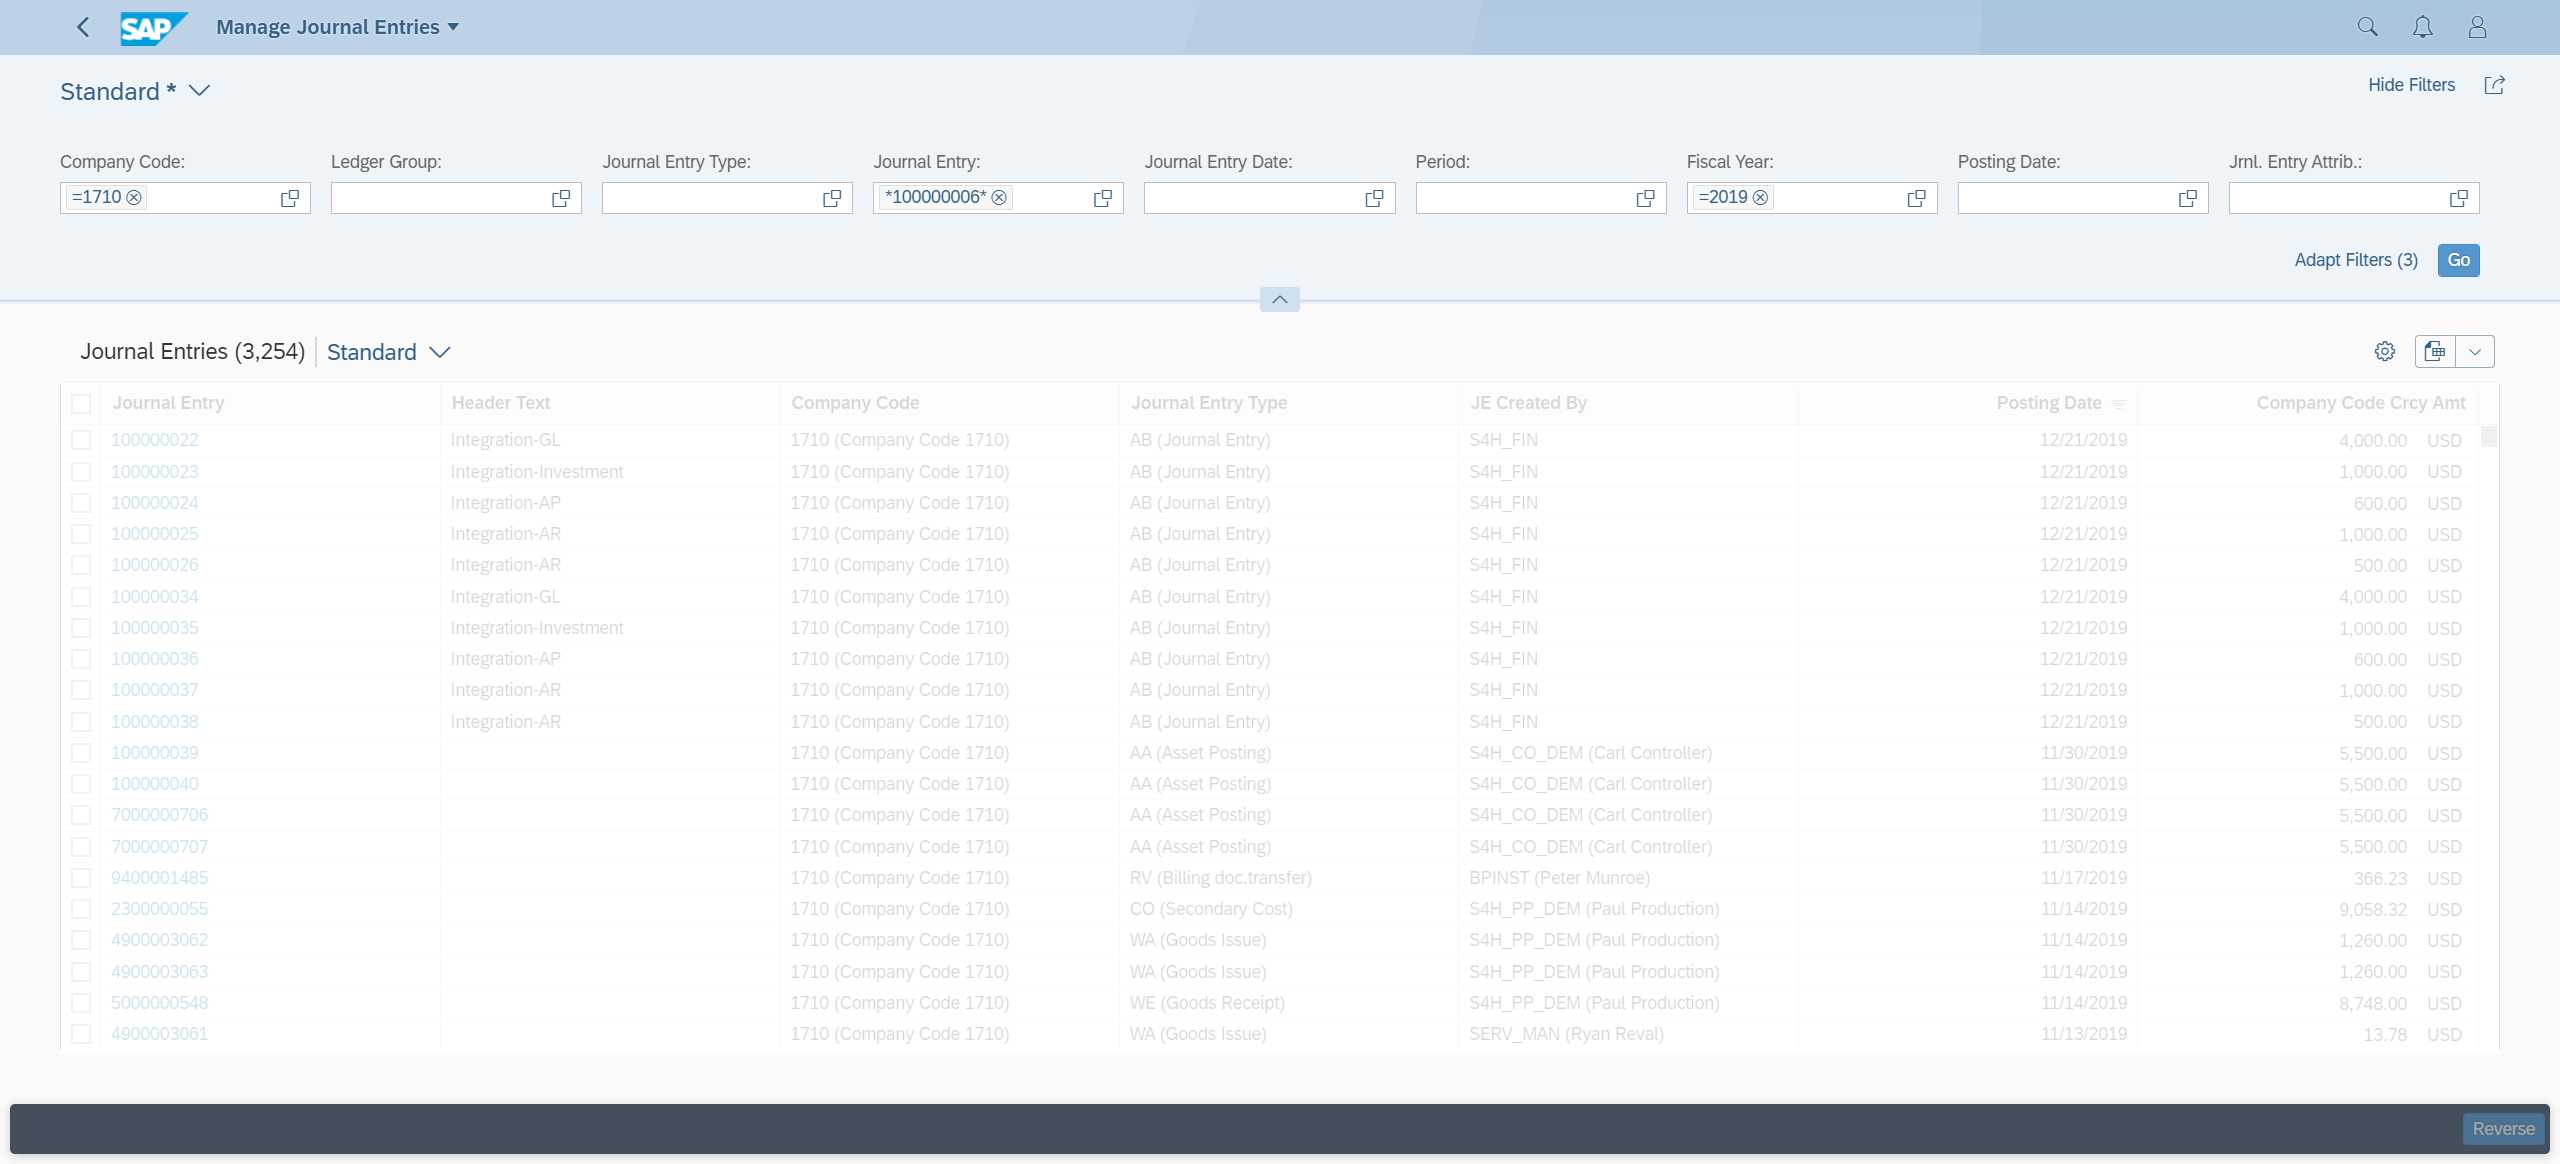 SAP Manage Journal Entries
Standard *
Hide Filters
Company Code: Ledger Group: Journal Entry Type: Journal Entry: Journal Entry Date: Period: Fiscal Year: Posting Date: Jrnl. Entry Attrib.:
=1710 *100000006* =2019
Adapt Filters (3) Go
Journal Entries (3,254) Standard
Journal Entry Header Text Company Code Journal Entry Type JE Created By Posting Date Company Code Crcy Amt
100000022 Integration-GL 1710 (Company Code 1710) AB (Journal Entry) S4H_FIN 12/21/2019 4,000.00 USD
100000023 Integration-Investment 1710 (Company Code 1710) AB (Journal Entry) S4H_FIN 12/21/2019 1,000.00 USD
100000024 Integration-AP 1710 (Company Code 1710) AB (Journal Entry) S4H_FIN 12/21/2019 600.00 USD
100000025 Integration-AR 1710 (Company Code 1710) AB (Journal Entry) S4H_FIN 12/21/2019 1,000.00 USD
100000026 Integration-AR 1710 (Company Code 1710) AB (Journal Entry) S4H_FIN 12/21/2019 500.00 USD
100000034 Integration-GL 1710 (Company Code 1710) AB (Journal Entry) S4H_FIN 12/21/2019 4,000.00 USD
100000035 Integration-Investment 1710 (Company Code 1710) AB (Journal Entry) S4H_FIN 12/21/2019 1,000.00 USD
100000036 Integration-AP 1710 (Company Code 1710) AB (Journal Entry) S4H_FIN 12/21/2019 600.00 USD
100000037 Integration-AR 1710 (Company Code 1710) AB (Journal Entry) S4H_FIN 12/21/2019 1,000.00 USD
100000038 Integration-AR 1710 (Company Code 1710) AB (Journal Entry) S4H_FIN 12/21/2019 500.00 USD
100000039 1710 (Company Code 1710) AA (Asset Posting) S4H_CO_DEM (Carl Controller) 11/30/2019 5,500.00 USD
100000040 1710 (Company Code 1710) AA (Asset Posting) S4H_CO_DEM (Carl Controller) 11/30/2019 5,500.00 USD
7000000706 1710 (Company Code 1710) AA (Asset Posting) S4H_CO_DEM (Carl Controller) 11/30/2019 5,500.00 USD
7000000707 1710 (Company Code 1710) AA (Asset Posting) S4H_CO_DEM (Carl Controller) 11/30/2019 5,500.00 USD
9400001485 1710 (Company Code 1710) RV (Billing doc.transfer) BPINST (Peter Munroe) 11/17/2019 366.23 USD
2300000055 1710 (Company Code 1710) CO (Secondary Cost) S4H_PP_DEM (Paul Production) 11/14/2019 9,058.32 USD
4900003062 1710 (Company Code 1710) WA (Goods Issue) S4H_PP_DEM (Paul Production) 11/14/2019 1,260.00 USD
4900003063 1710 (Company Code 1710) WA (Goods Issue) S4H_PP_DEM (Paul Production) 11/14/2019 1,260.00 USD
5000000548 1710 (Company Code 1710) WE (Goods Receipt) S4H_PP_DEM (Paul Production) 11/14/2019 8,748.00 USD
4900003061 1710 (Company Code 1710) WA (Goods Issue) SERV_MAN (Ryan Reval) 11/13/2019 13.78 USD
Reverse